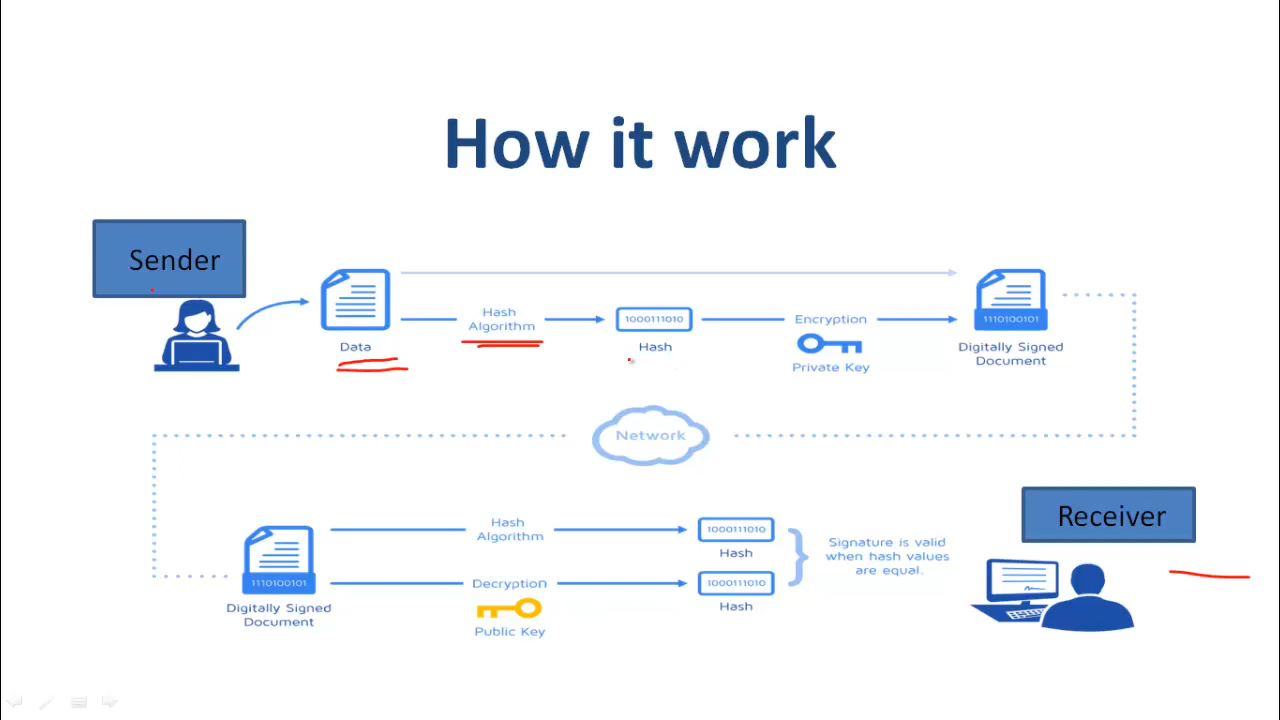 How it work
Sender
Hash
Algorithm
1000111010
Encryption
1110100101
Data
Hash
Private Key
Digitally Signed
Document
Network
Receiver
Hash
Algorithm
1000111010
Hash
Signature is valid
when hash values
are equal.
1110100101
Decryption
1000111010
Digitally Signed
Document
Public Key
Hash